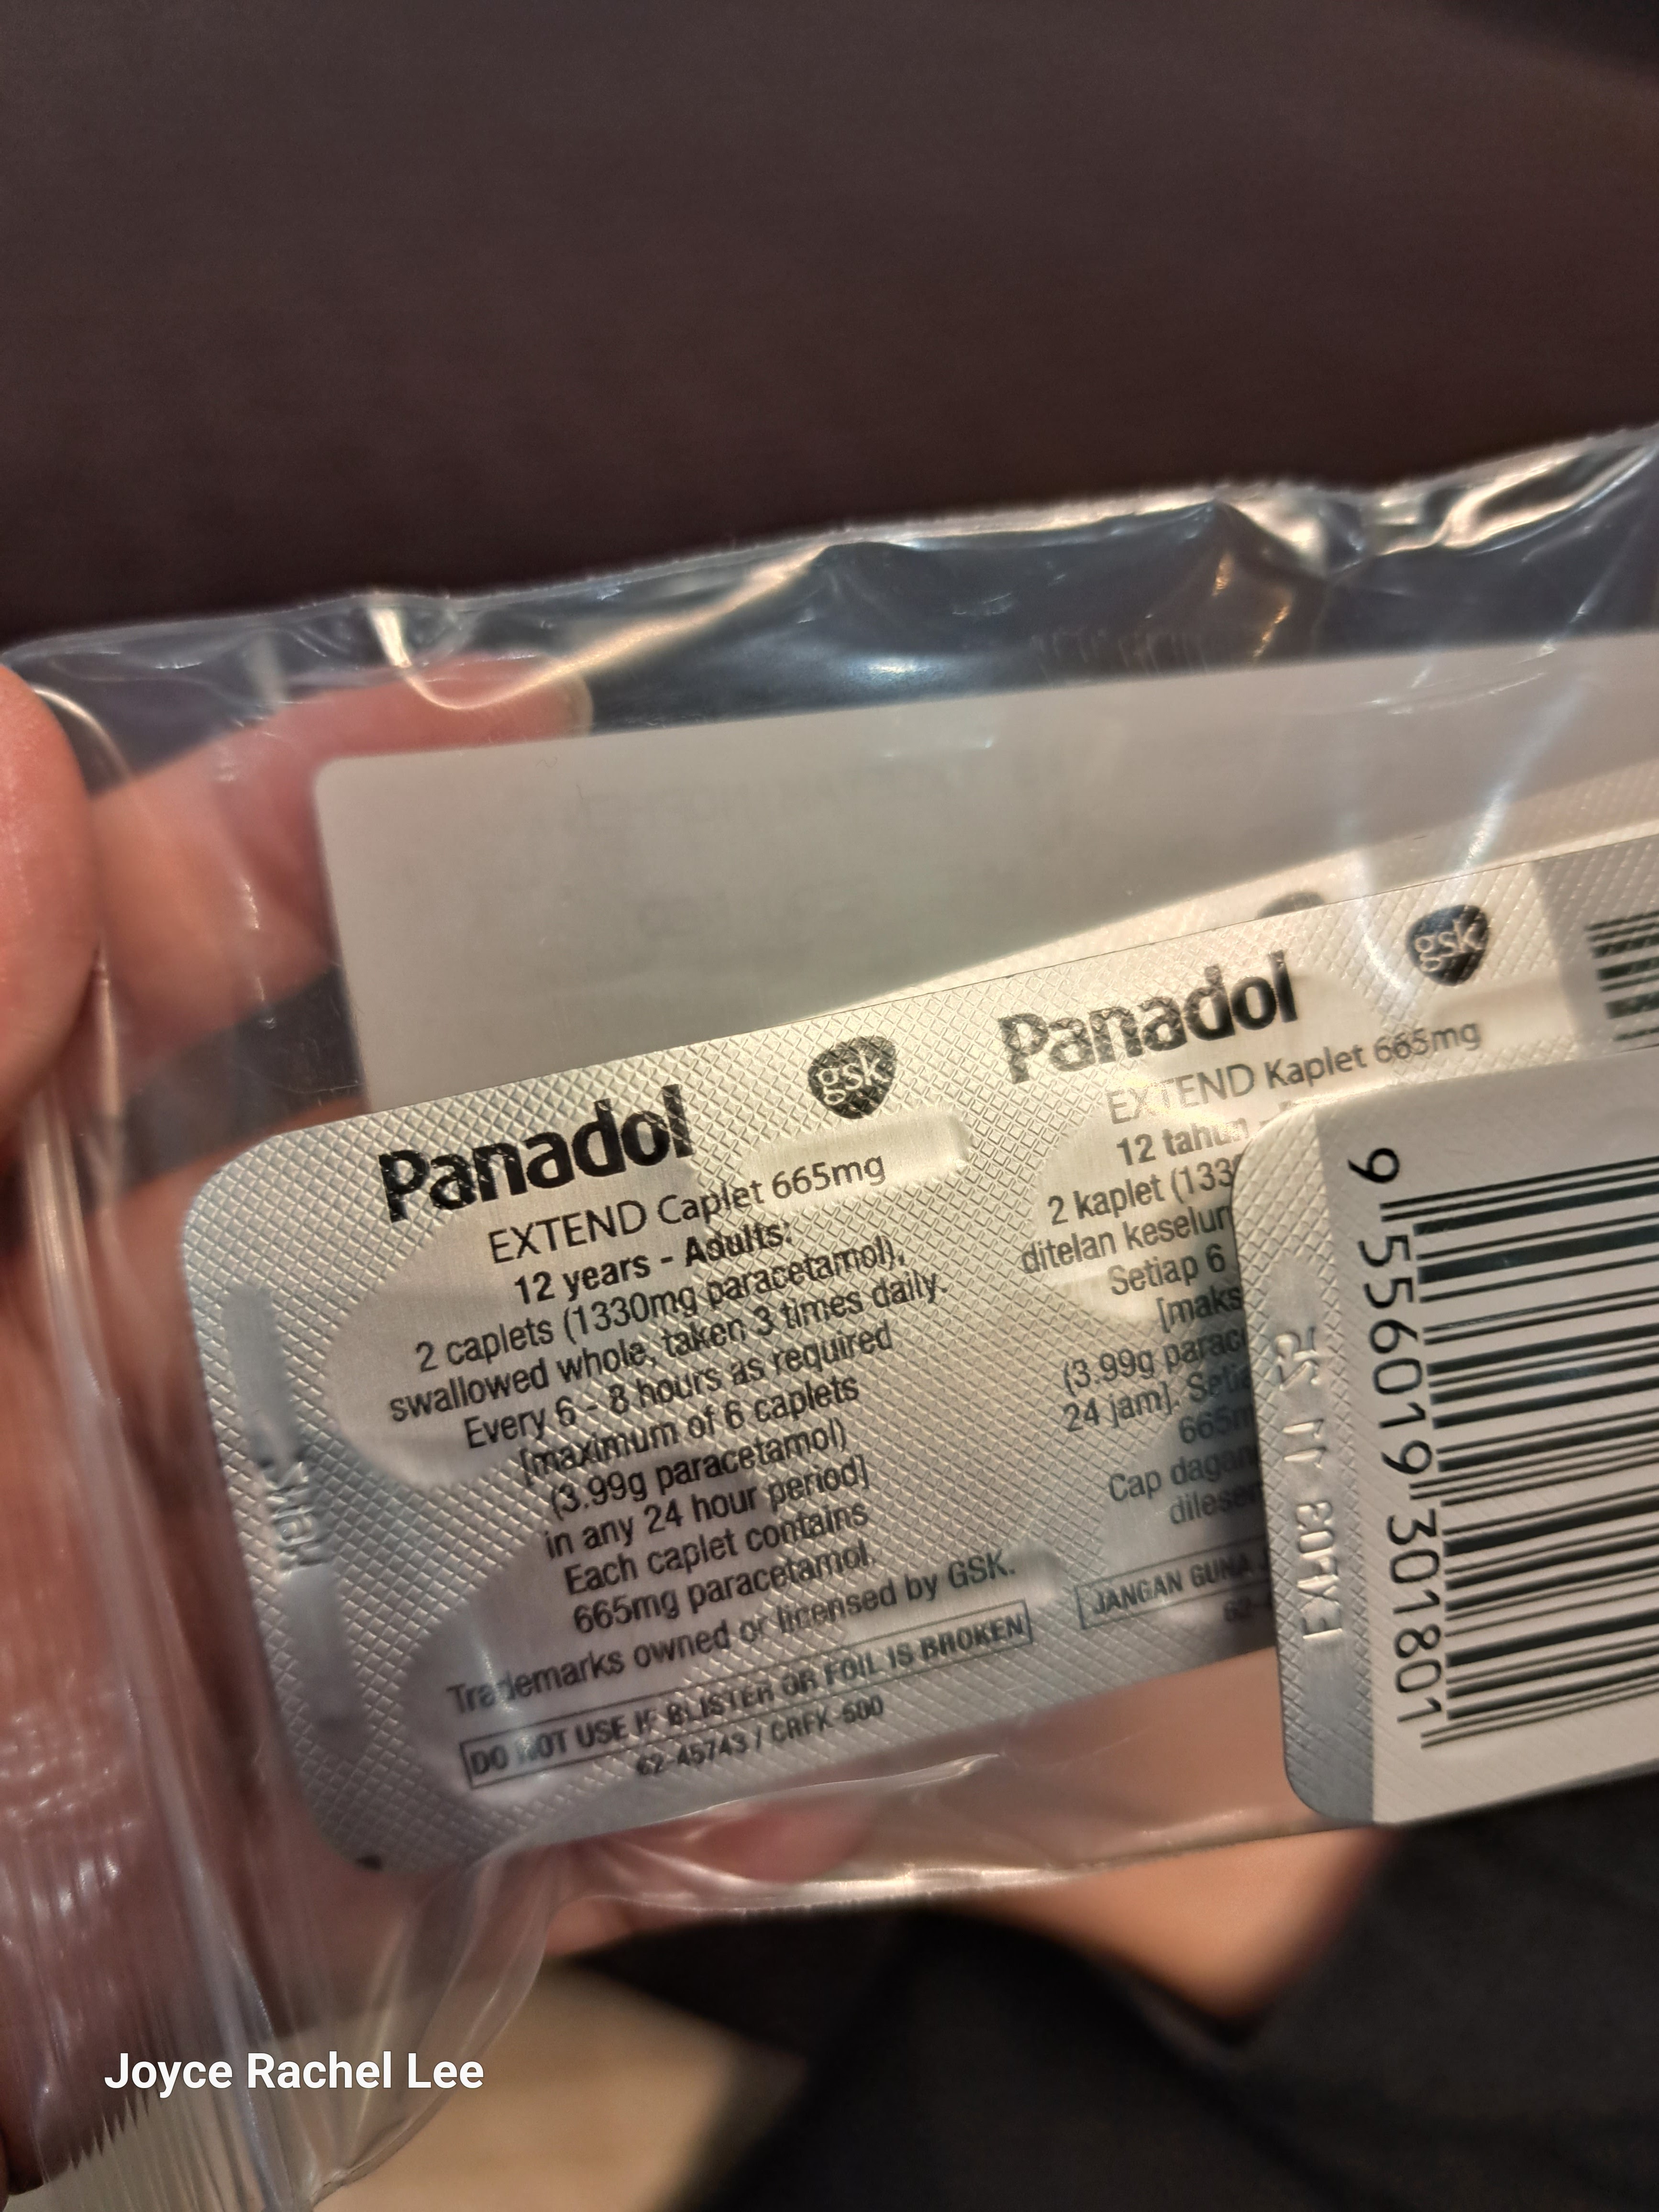 Panadol
gsk
EXTEND Caplet 665mg
12 years - Adults:
2 caplets (1330mg paracetamol),
swallowed whole, taken 3 times daily.
Every 6 - 8 hours as required
[maximum of 6 caplets
(3.99g paracetamol)
in any 24 hour period]
Each caplet contains
665mg paracetamol.
Trademarks owned or licensed by GSK.
DO NOT USE IF BLISTER OR FOIL IS BROKEN
62-45743 / CRFK-500
Panadol
gsk
EXTEND Kaplet 665mg
12 tahun -
2 kaplet (133
ditelan keselur
Setiap 6
[maks
(3.99g parac
24 jam]. Setia
665m
Cap dagan
dilesen
JANGAN GUNA
62-
9 556019 301801
Joyce Rachel Lee